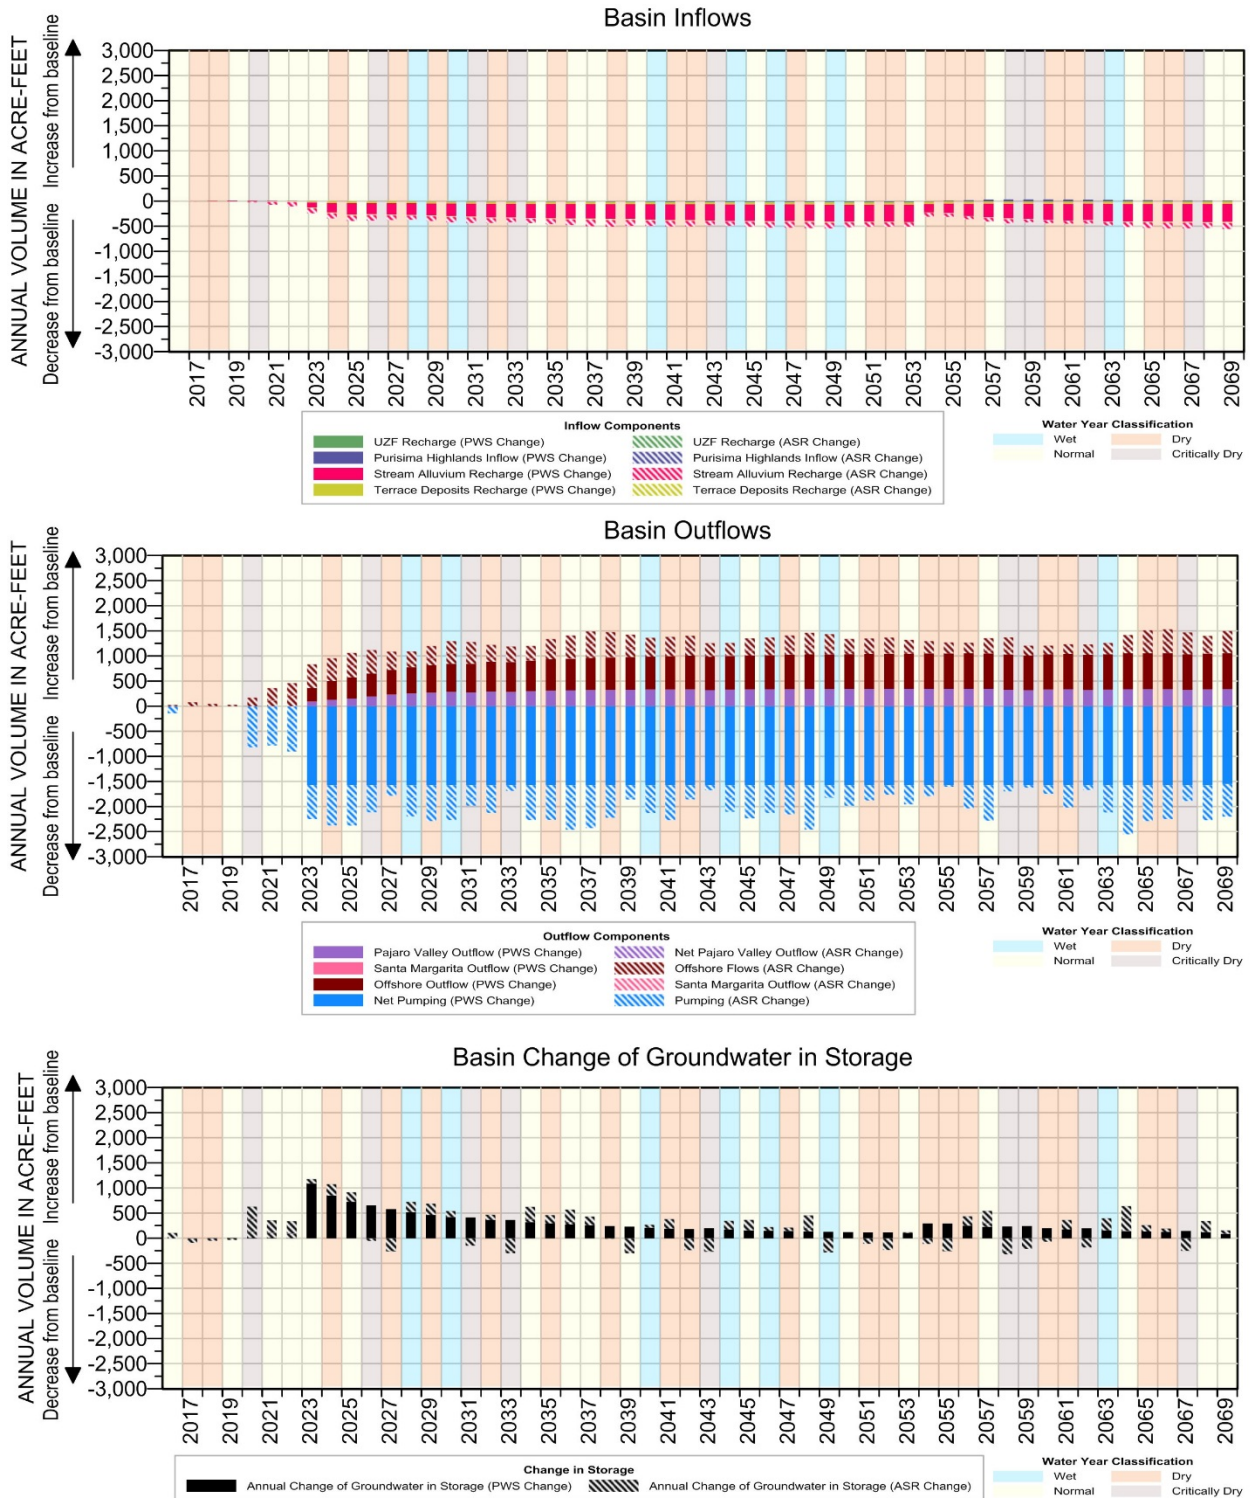 Basin Inflows
ANNUAL VOLUME IN ACRE-FEET
Decrease from baseline Increase from baseline
3,000
2,500
2,000
1,500
1,000
500
0
-500
-1,000
-1,500
-2,000
-2,500
-3,000
2017 2019 2021 2023 2025 2027 2029 2031 2033 2035 2037 2039 2041 2043 2045 2047 2049 2051 2053 2055 2057 2059 2061 2063 2065 2067 2069
Inflow Components
UZF Recharge (PWS Change) UZF Recharge (ASR Change)
Purisima Highlands Inflow (PWS Change) Purisima Highlands Inflow (ASR Change)
Stream Alluvium Recharge (PWS Change) Stream Alluvium Recharge (ASR Change)
Terrace Deposits Recharge (PWS Change) Terrace Deposits Recharge (ASR Change)
Water Year Classification
Wet Dry
Normal Critically Dry
Basin Outflows
ANNUAL VOLUME IN ACRE-FEET
Decrease from baseline Increase from baseline
3,000
2,500
2,000
1,500
1,000
500
0
-500
-1,000
-1,500
-2,000
-2,500
-3,000
2017 2019 2021 2023 2025 2027 2029 2031 2033 2035 2037 2039 2041 2043 2045 2047 2049 2051 2053 2055 2057 2059 2061 2063 2065 2067 2069
Outflow Components
Pajaro Valley Outflow (PWS Change) Net Pajaro Valley Outflow (ASR Change)
Santa Margarita Outflow (PWS Change) Offshore Flows (ASR Change)
Offshore Outflow (PWS Change) Santa Margarita Outflow (ASR Change)
Net Pumping (PWS Change) Pumping (ASR Change)
Water Year Classification
Wet Dry
Normal Critically Dry
Basin Change of Groundwater in Storage
ANNUAL VOLUME IN ACRE-FEET
Decrease from baseline Increase from baseline
3,000
2,500
2,000
1,500
1,000
500
0
-500
-1,000
-1,500
-2,000
-2,500
-3,000
2017 2019 2021 2023 2025 2027 2029 2031 2033 2035 2037 2039 2041 2043 2045 2047 2049 2051 2053 2055 2057 2059 2061 2063 2065 2067 2069
Change in Storage
Annual Change of Groundwater in Storage (PWS Change) Annual Change of Groundwater in Storage (ASR Change)
Water Year Classification
Wet Dry
Normal Critically Dry